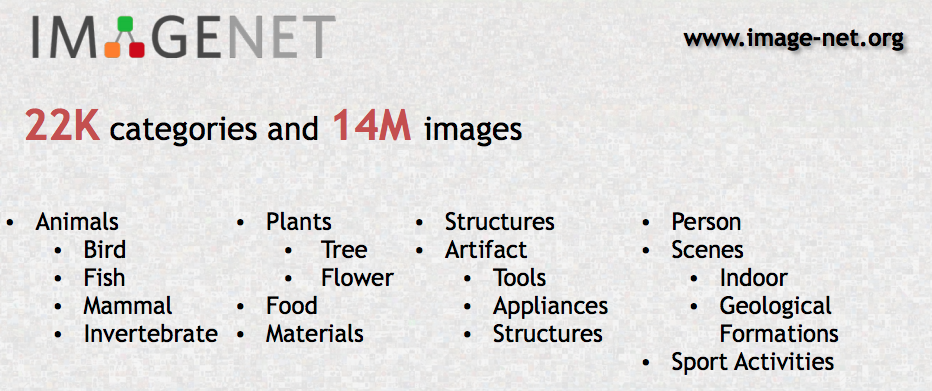 IMAGENET
www.image-net.org
22K categories and 14M images
• Animals
• Bird
• Fish
• Mammal
• Invertebrate
• Plants
• Tree
• Flower
• Food
• Materials
• Structures
• Artifact
• Tools
• Appliances
• Structures
• Person
• Scenes
• Indoor
• Geological
Formations
• Sport Activities